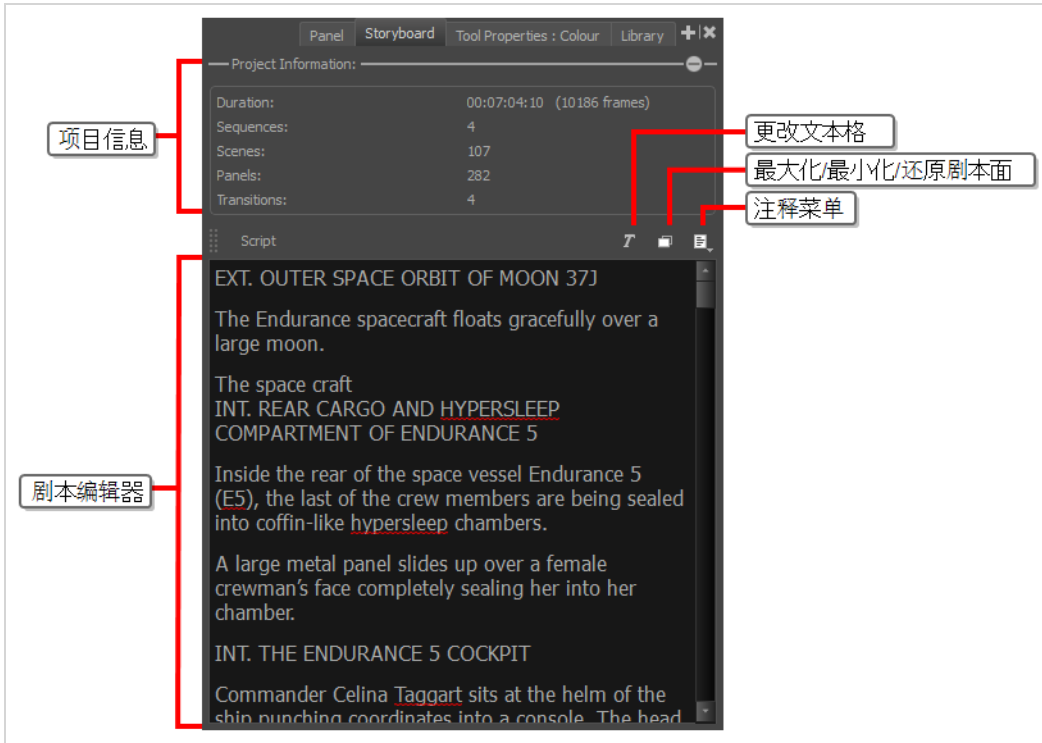 Panel Storyboard Tool Properties : Colour Library
Project Information:
Duration: 00:07:04:10 (10186 frames)
Sequences: 4
Scenes: 107
Panels: 282
Transitions: 4
项目信息
更改文本格
最大化/最小化/还原剧本面
注释菜单
Script
EXT. OUTER SPACE ORBIT OF MOON 37J
The Endurance spacecraft floats gracefully over a
large moon.
The space craft
INT. REAR CARGO AND HYPERSLEEP
COMPARTMENT OF ENDURANCE 5
Inside the rear of the space vessel Endurance 5
(E5), the last of the crew members are being sealed
into coffin-like hypersleep chambers.
剧本编辑器
A large metal panel slides up over a female
crewman’s face completely sealing her into her
chamber.
INT. THE ENDURANCE 5 COCKPIT
Commander Celina Taggart sits at the helm of the
ship punching coordinates into a console. The head